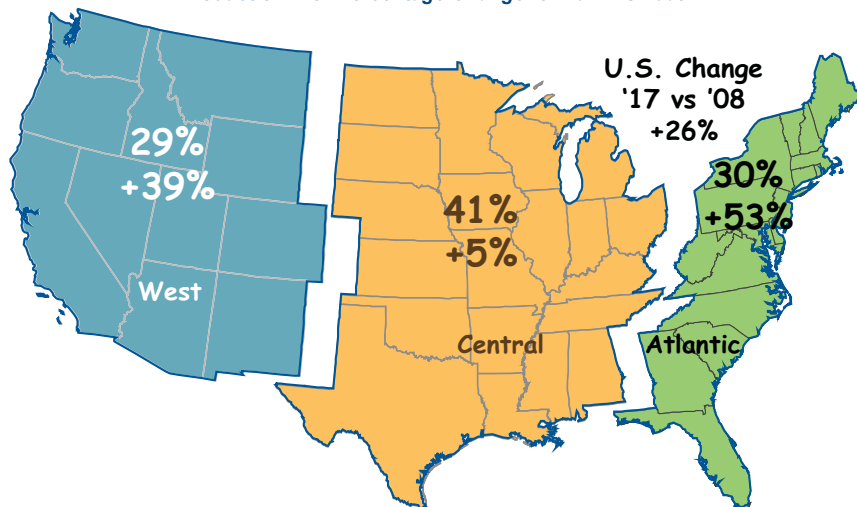 U.S. Change
'17 vs '08
+26%
29%
+39%
West
41%
+5%
Central
30%
+53%
Atlantic